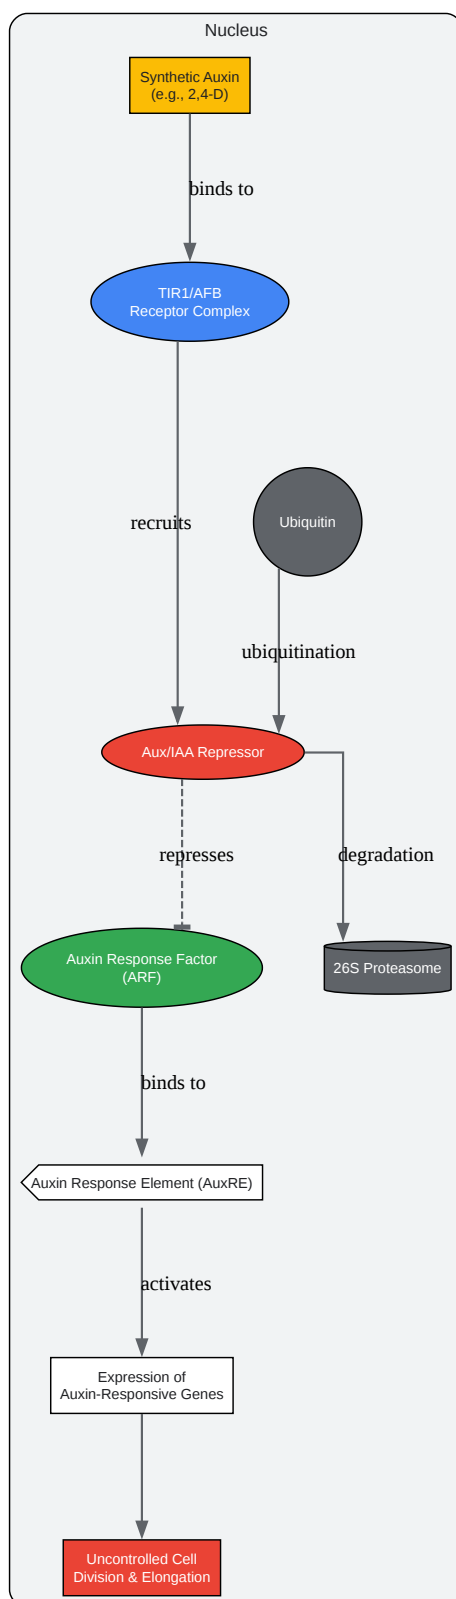 Nucleus
Synthetic Auxin
(e.g., 2,4-D)
binds to
TIR1/AFB
Receptor Complex
recruits
Ubiquitin
ubiquitination
Aux/IAA Repressor
represses
degradation
Auxin Response Factor
(ARF)
26S Proteasome
binds to
Auxin Response Element (AuxRE)
activates
Expression of
Auxin-Responsive Genes
Uncontrolled Cell
Division & Elongation